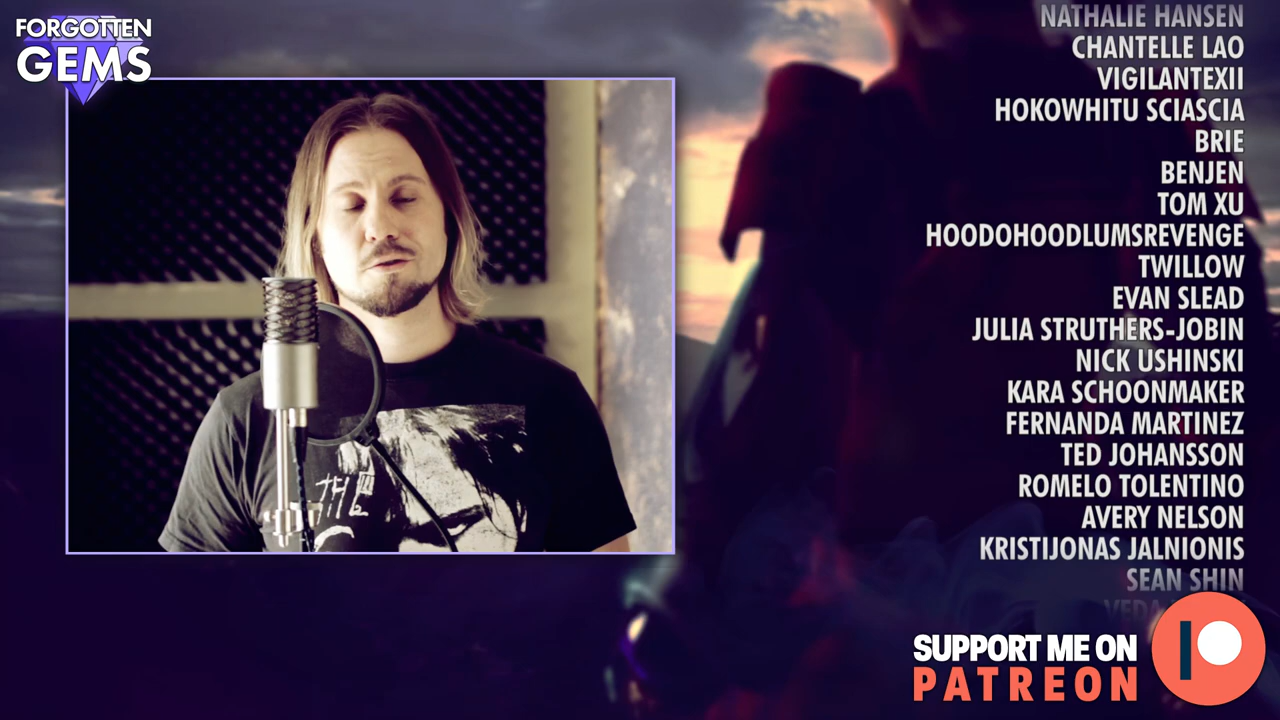 FORGOTTEN
GEMS
THE
NATHALIE HANSEN
CHANTELLE LAO
VIGILANTEXII
HOKOWHITU SCIASCIA
BRIE
BENJEN
TOM XU
HOODOHOODLUMSREVENGE
TWILLOW
EVAN SLEAD
JULIA STRUTHERS-JOBIN
NICK USHINSKI
KARA SCHOONMAKER
FERNANDA MARTINEZ
TED JOHANSSON
ROMELO TOLENTINO
AVERY NELSON
KRISTIJONAS JALNIONIS
SEAN SHIN
SUPPORT ME ON
PATREON